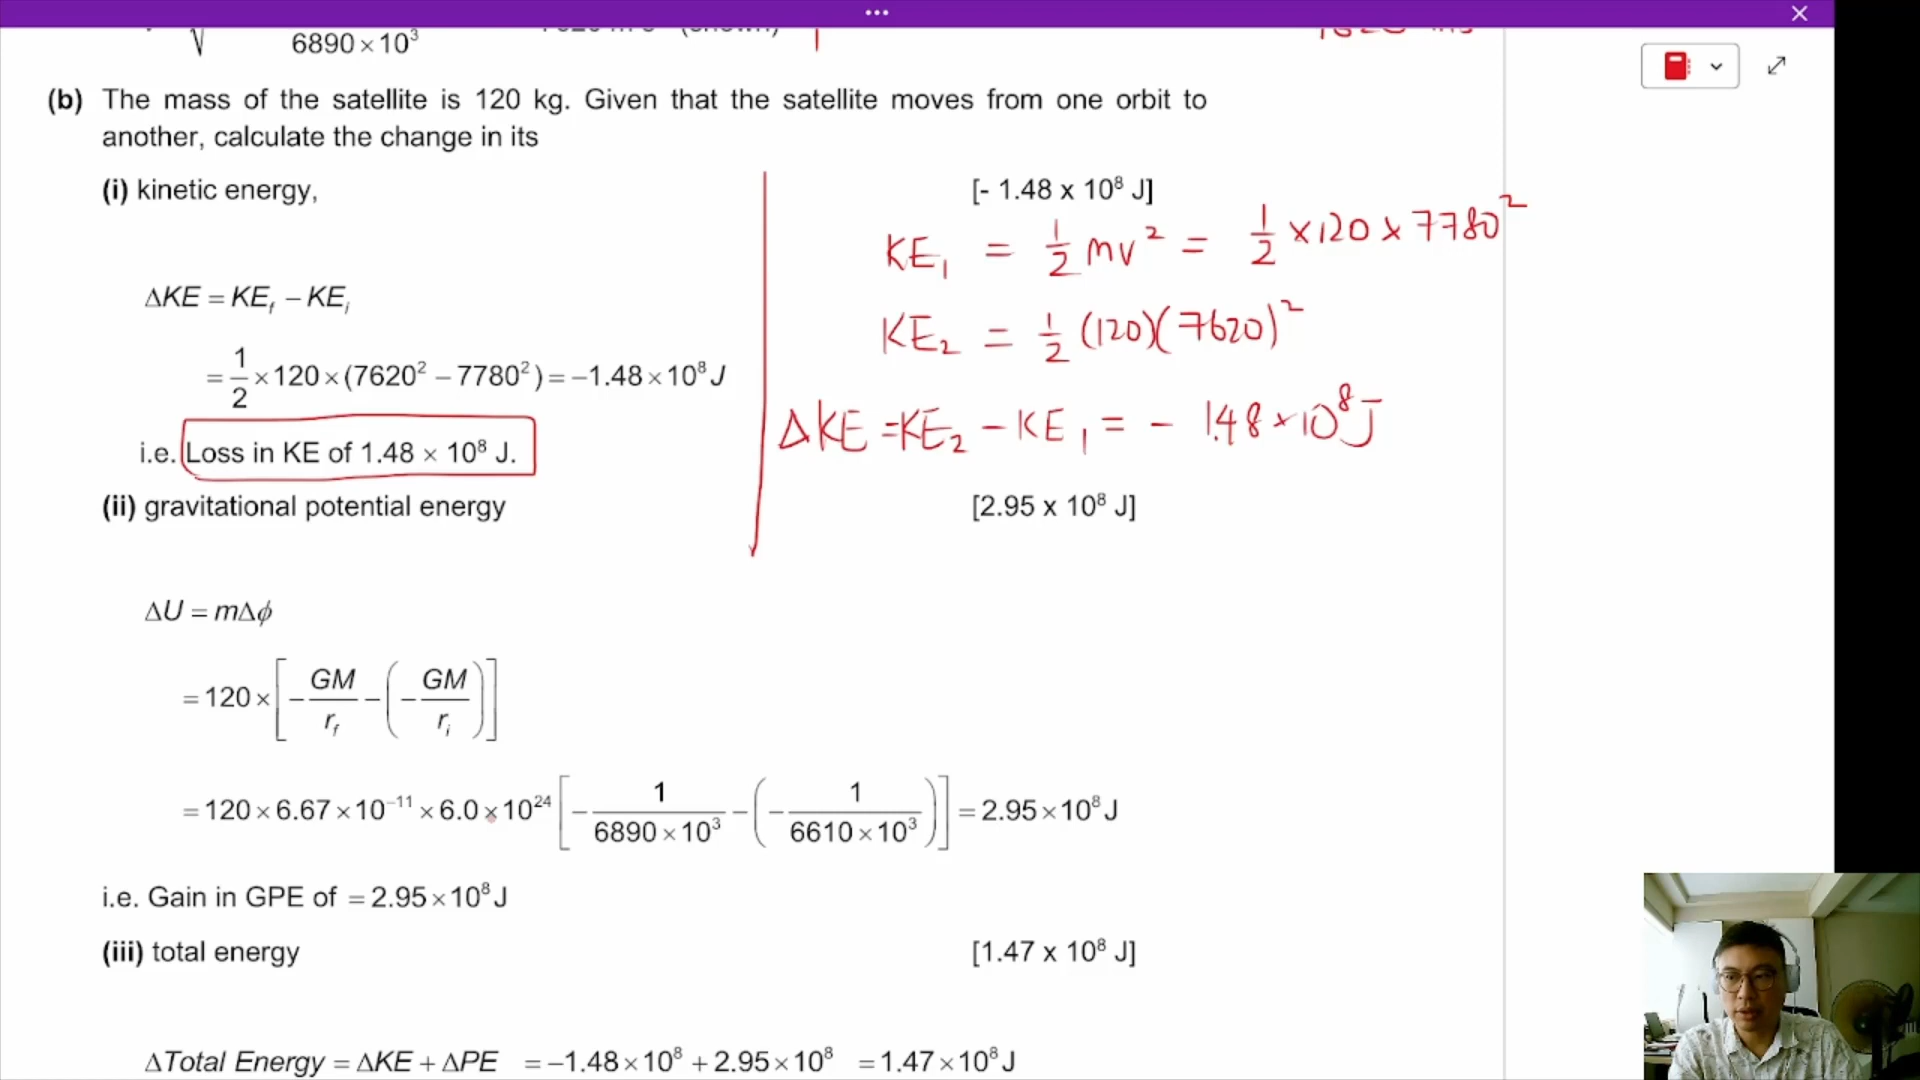 6890×10³
(b) The mass of the satellite is 120 kg. Given that the satellite moves from one orbit to
another, calculate the change in its
(i) kinetic energy,
[- 1.48 x 10⁸ J]
KE₁ = 1/2 mv² = 1/2 ×120 × 7780²
ΔKE = KE_f − KE_i
KE₂ = 1/2 (120)(7620)²
= 1/2 ×120×(7620² − 7780²) = −1.48×10⁸ J
ΔKE = KE₂ − KE₁ = − 1.48×10⁸ J
i.e. Loss in KE of 1.48 × 10⁸ J.
(ii) gravitational potential energy
[2.95 x 10⁸ J]
ΔU = mΔϕ
= 120×[−GM/r_f − (−GM/r_i)]
= 120×6.67×10⁻¹¹×6.0×10²⁴ [−1/(6890×10³) − (−1/(6610×10³))] = 2.95×10⁸ J
i.e. Gain in GPE of = 2.95×10⁸ J
(iii) total energy
[1.47 x 10⁸ J]
ΔTotal Energy = ΔKE + ΔPE = −1.48×10⁸ + 2.95×10⁸ = 1.47×10⁸ J